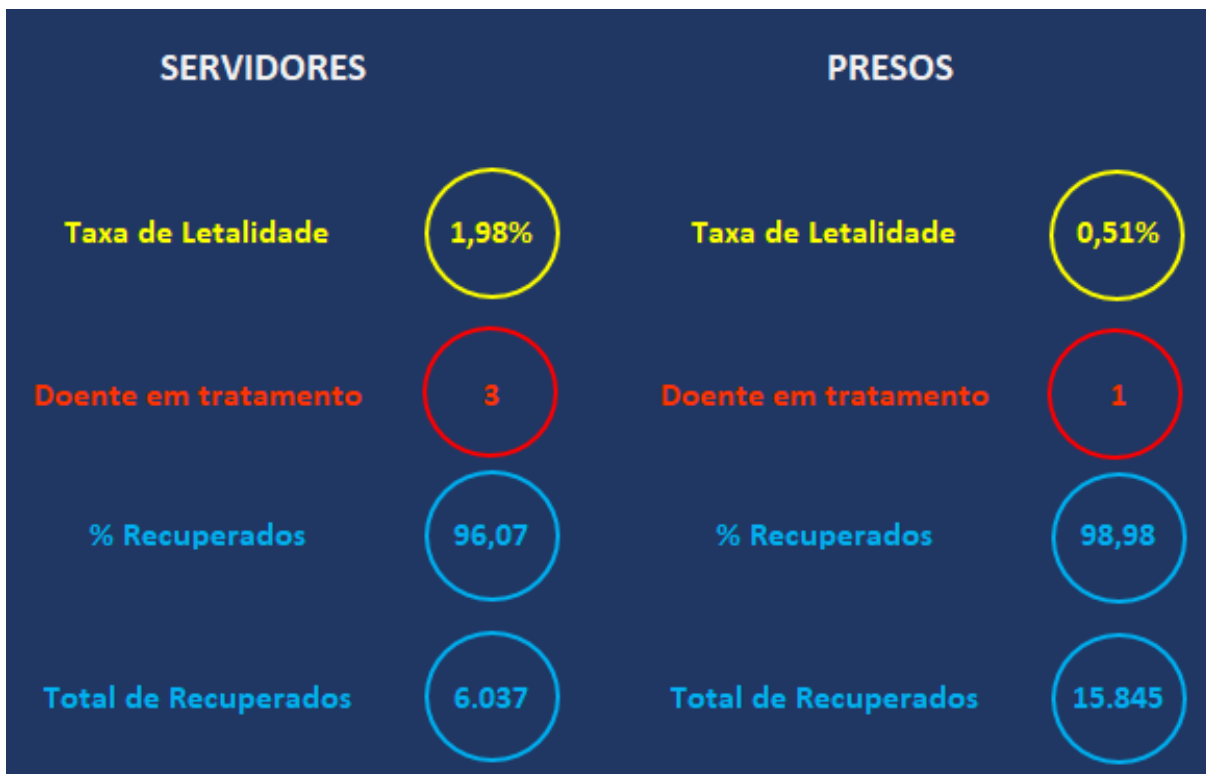 SERVIDORES
PRESOS
Taxa de Letalidade
1,98%
Taxa de Letalidade
0,51%
Doente em tratamento
3
Doente em tratamento
1
% Recuperados
96,07
% Recuperados
98,98
Total de Recuperados
6.037
Total de Recuperados
15.845